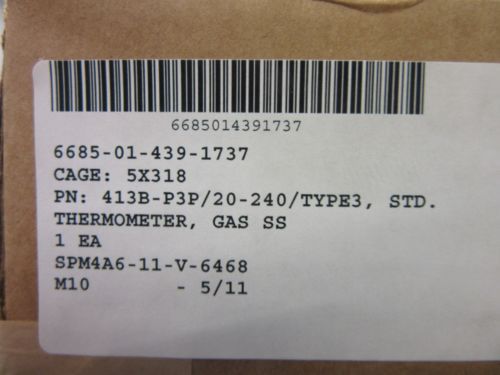 6685014391737
6685-01-439-1737
CAGE: 5X318
PN: 413B-P3P/20-240/TYPE3, STD.
THERMOMETER, GAS SS
1 EA
SPM4A6-11-V-6468
M10 - 5/11